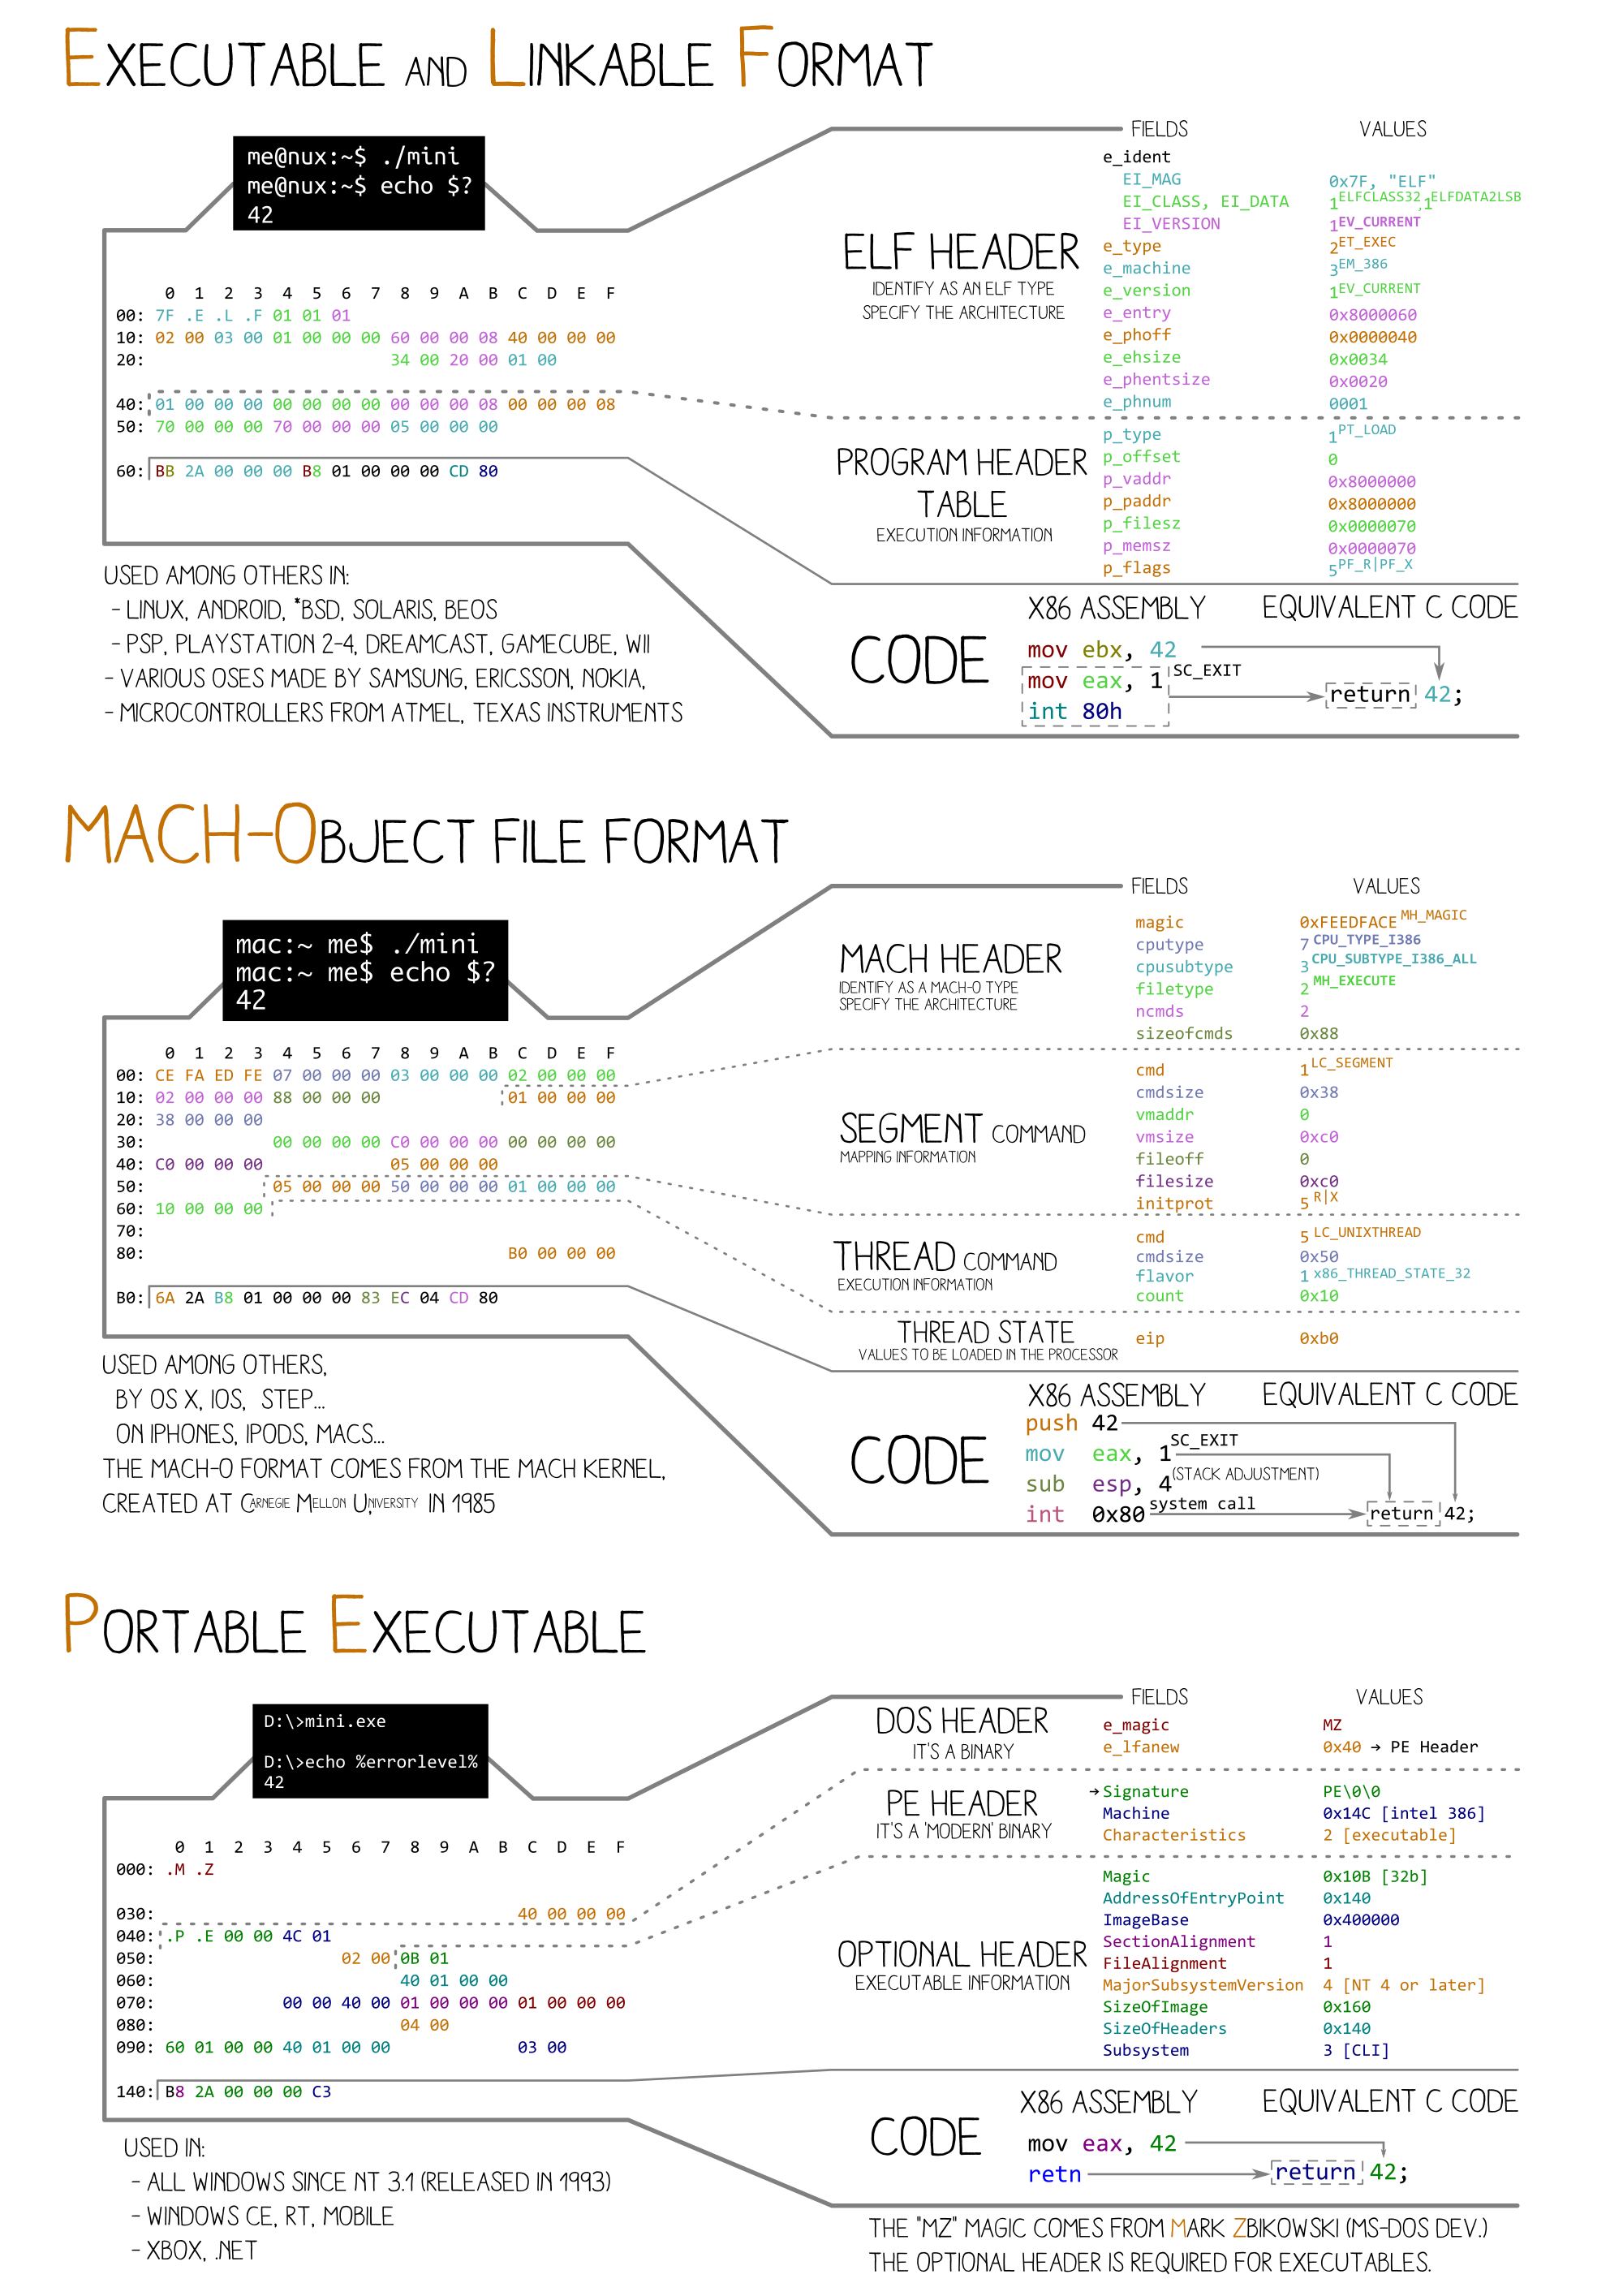 EXECUTABLE AND LINKABLE FORMAT
me@nux:~$ ./mini
me@nux:~$ echo $?
42
0 1 2 3 4 5 6 7 8 9 A B C D E F
00: 7F .E .L .F 01 01 01
10: 02 00 03 00 01 00 00 00 60 00 00 08 40 00 00 00
20: 34 00 20 00 01 00
40: 01 00 00 00 00 00 00 00 00 00 00 08 00 00 00 08
50: 70 00 00 00 70 00 00 00 05 00 00 00
60: BB 2A 00 00 00 B8 01 00 00 00 CD 80
USED AMONG OTHERS IN:
- LINUX, ANDROID, *BSD, SOLARIS, BEOS
- PSP, PLAYSTATION 2-4, DREAMCAST, GAMECUBE, WII
- VARIOUS OSES MADE BY SAMSUNG, ERICSSON, NOKIA,
- MICROCONTROLLERS FROM ATMEL, TEXAS INSTRUMENTS
FIELDS VALUES
ELF HEADER
IDENTIFY AS AN ELF TYPE
SPECIFY THE ARCHITECTURE
e_ident
EI_MAG 0x7F, "ELF"
EI_CLASS, EI_DATA 1ELFCLASS32,1ELFDATA2LSB
EI_VERSION 1EV_CURRENT
e_type 2ET_EXEC
e_machine 3EM_386
e_version 1EV_CURRENT
e_entry 0x8000060
e_phoff 0x0000040
e_ehsize 0x0034
e_phentsize 0x0020
e_phnum 0001
PROGRAM HEADER
TABLE
EXECUTION INFORMATION
p_type 1PT_LOAD
p_offset 0
p_vaddr 0x8000000
p_paddr 0x8000000
p_filesz 0x0000070
p_memsz 0x0000070
p_flags 5PF_R|PF_X
CODE
X86 ASSEMBLY EQUIVALENT C CODE
mov ebx, 42
mov eax, 1 SC_EXIT
int 80h
return 42;
MACH-OBJECT FILE FORMAT
mac:~ me$ ./mini
mac:~ me$ echo $?
42
0 1 2 3 4 5 6 7 8 9 A B C D E F
00: CE FA ED FE 07 00 00 00 03 00 00 00 02 00 00 00
10: 02 00 00 00 88 00 00 00 01 00 00 00
20: 38 00 00 00
30: 00 00 00 00 C0 00 00 00 00 00 00 00
40: C0 00 00 00 05 00 00 00
50: 05 00 00 00 50 00 00 00 01 00 00 00
60: 10 00 00 00
70:
80: B0 00 00 00
B0: 6A 2A B8 01 00 00 00 83 EC 04 CD 80
USED AMONG OTHERS,
BY OS X, IOS, STEP...
ON IPHONES, IPODS, MACS...
THE MACH-O FORMAT COMES FROM THE MACH KERNEL,
CREATED AT CARNEGIE MELLON UNIVERSITY IN 1985
FIELDS VALUES
MACH HEADER
IDENTIFY AS A MACH-O TYPE
SPECIFY THE ARCHITECTURE
magic 0xFEEDFACE MH_MAGIC
cputype 7 CPU_TYPE_I386
cpusubtype 3 CPU_SUBTYPE_I386_ALL
filetype 2 MH_EXECUTE
ncmds 2
sizeofcmds 0x88
SEGMENT COMMAND
MAPPING INFORMATION
cmd 1LC_SEGMENT
cmdsize 0x38
vmaddr 0
vmsize 0xc0
fileoff 0
filesize 0xc0
initprot 5 R|X
THREAD COMMAND
EXECUTION INFORMATION
cmd 5 LC_UNIXTHREAD
cmdsize 0x50
flavor 1 x86_THREAD_STATE_32
count 0x10
THREAD STATE
VALUES TO BE LOADED IN THE PROCESSOR
eip 0xb0
CODE
X86 ASSEMBLY EQUIVALENT C CODE
push 42
mov eax, 1 SC_EXIT
sub esp, 4 (STACK ADJUSTMENT)
int 0x80 system call
return 42;
PORTABLE EXECUTABLE
D:\>mini.exe
D:\>echo %errorlevel%
42
0 1 2 3 4 5 6 7 8 9 A B C D E F
000: .M .Z
030: 40 00 00 00
040: .P .E 00 00 4C 01
050: 02 00 0B 01
060: 40 01 00 00
070: 00 00 40 00 01 00 00 00 01 00 00 00
080: 04 00
090: 60 01 00 00 40 01 00 00 03 00
140: B8 2A 00 00 00 C3
USED IN:
- ALL WINDOWS SINCE NT 3.1 (RELEASED IN 1993)
- WINDOWS CE, RT, MOBILE
- XBOX, .NET
FIELDS VALUES
DOS HEADER
IT'S A BINARY
e_magic MZ
e_lfanew 0x40 → PE Header
PE HEADER
IT'S A 'MODERN' BINARY
→Signature PE\0\0
Machine 0x14C [intel 386]
Characteristics 2 [executable]
OPTIONAL HEADER
EXECUTABLE INFORMATION
Magic 0x10B [32b]
AddressOfEntryPoint 0x140
ImageBase 0x400000
SectionAlignment 1
FileAlignment 1
MajorSubsystemVersion 4 [NT 4 or later]
SizeOfImage 0x160
SizeOfHeaders 0x140
Subsystem 3 [CLI]
CODE
X86 ASSEMBLY EQUIVALENT C CODE
mov eax, 42
retn
return 42;
THE "MZ" MAGIC COMES FROM MARK ZBIKOWSKI (MS-DOS DEV.)
THE OPTIONAL HEADER IS REQUIRED FOR EXECUTABLES.